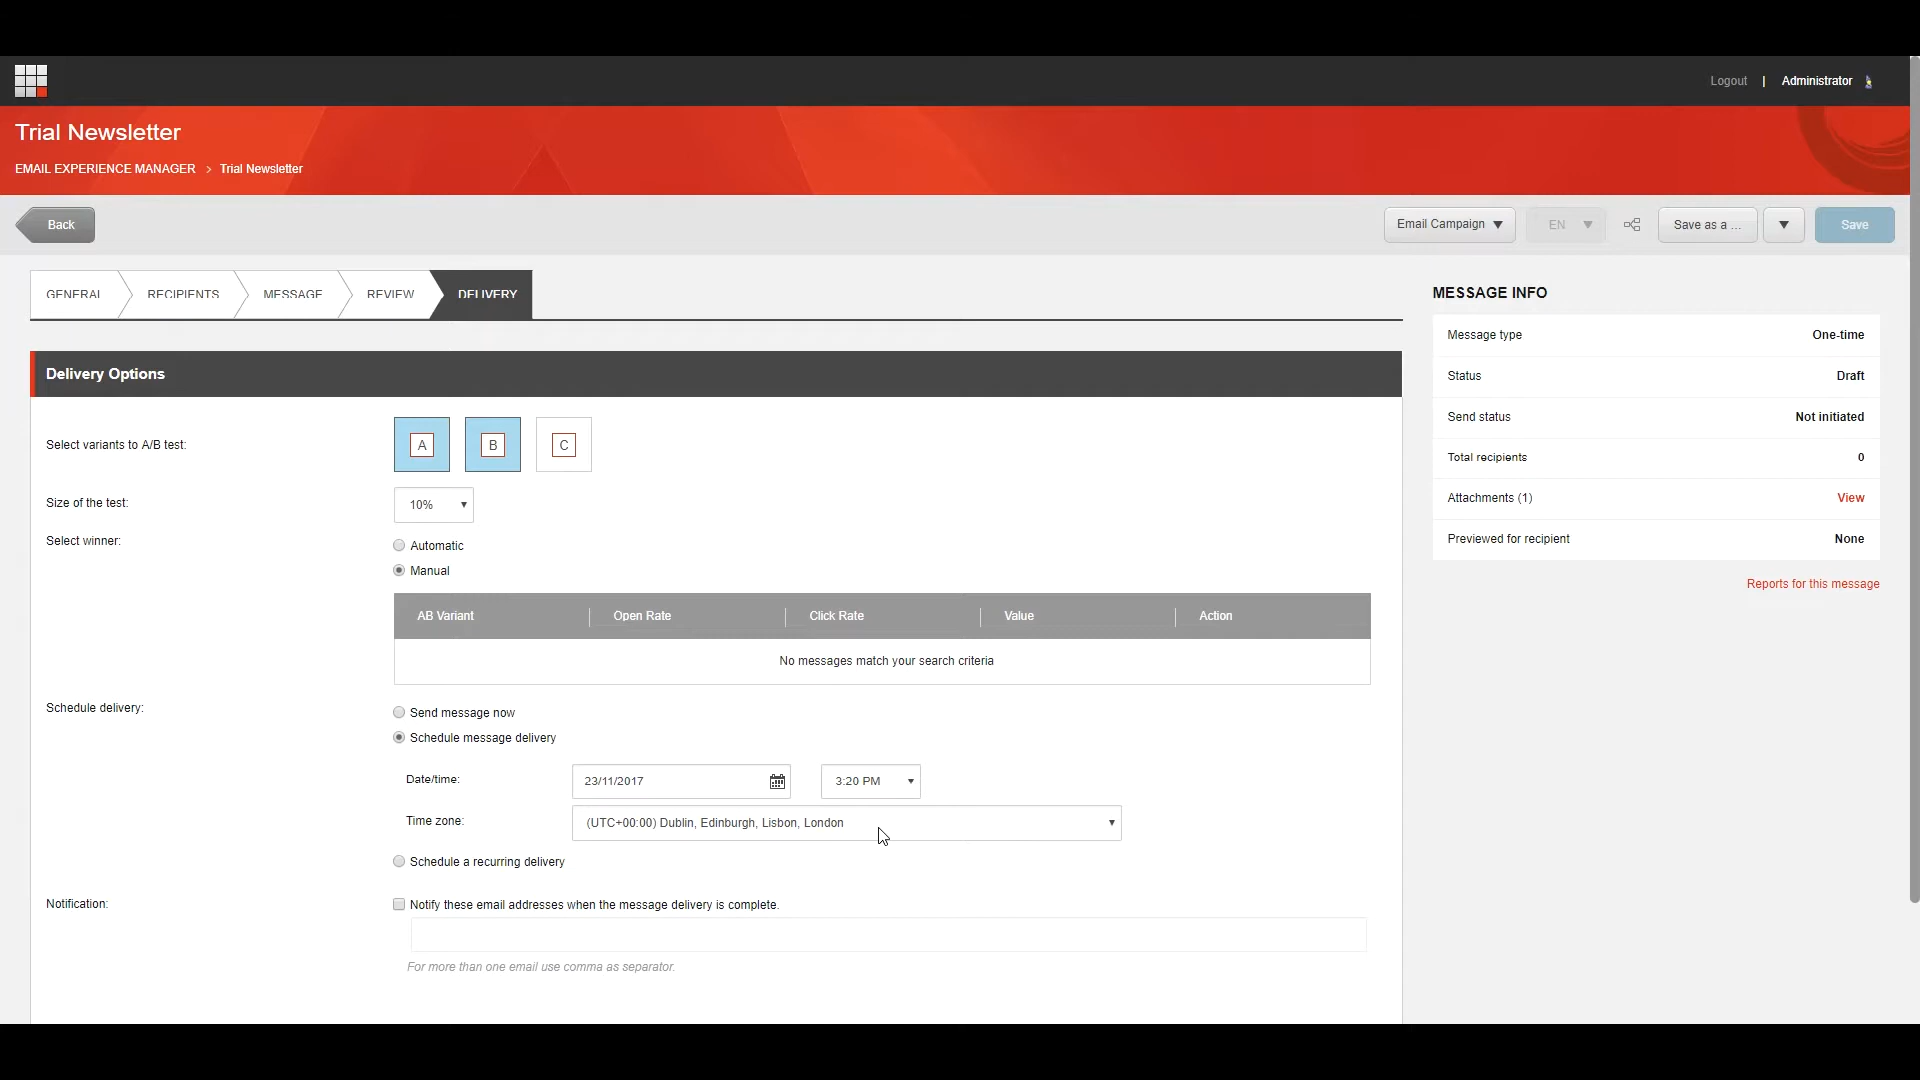 Logout | Administrator
Trial Newsletter
EMAIL EXPERIENCE MANAGER > Trial Newsletter
Back
Email Campaign ▼
EN ▼
Save as a ...
▼
Save
GENERAL
RECIPIENTS
MESSAGE
REVIEW
DELIVERY
Delivery Options
Select variants to A/B test:
A
B
C
Size of the test:
10%
Select winner:
Automatic
Manual
AB Variant
Open Rate
Click Rate
Value
Action
No messages match your search criteria
Schedule delivery:
Send message now
Schedule message delivery
Date/time:
23/11/2017
3:20 PM
Time zone:
(UTC+00:00) Dublin, Edinburgh, Lisbon, London
Schedule a recurring delivery
Notification:
Notify these email addresses when the message delivery is complete.
For more than one email use comma as separator.
MESSAGE INFO
Message type One-time
Status Draft
Send status Not initiated
Total recipients 0
Attachments (1) View
Previewed for recipient None
Reports for this message